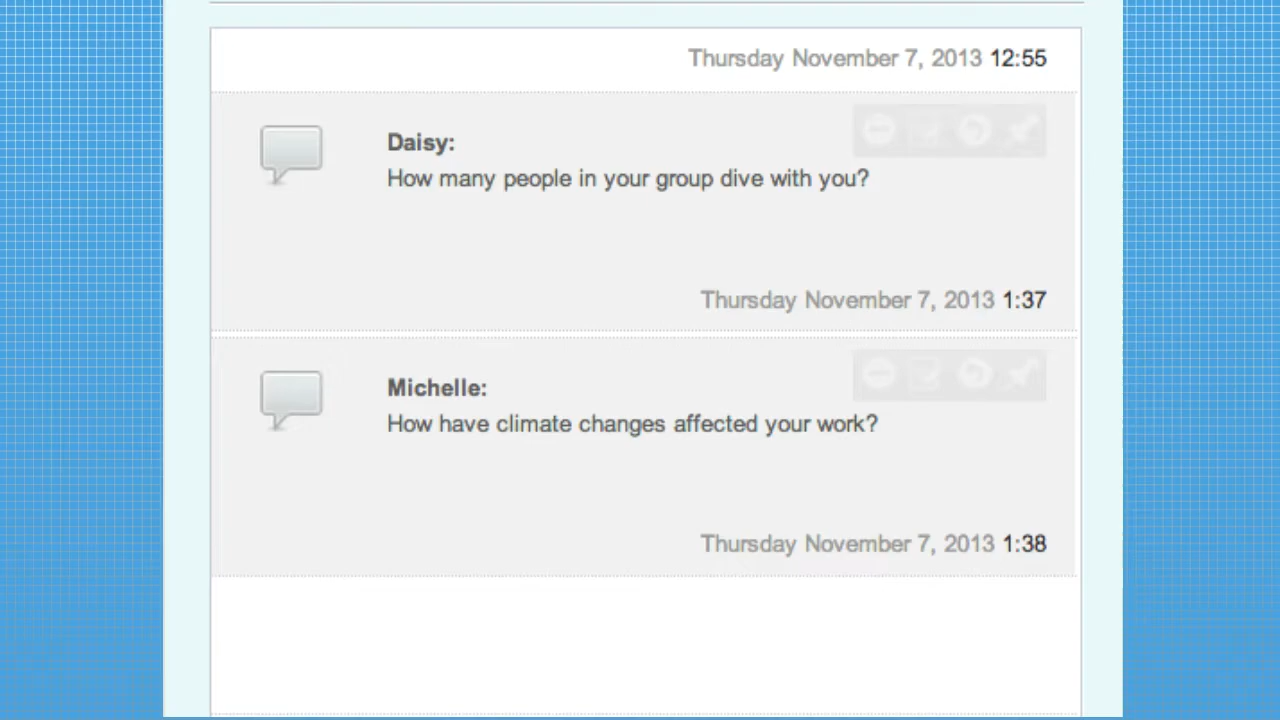 Thursday November 7, 2013 12:55
Daisy:
How many people in your group dive with you?
Thursday November 7, 2013 1:37
Michelle:
How have climate changes affected your work?
Thursday November 7, 2013 1:38